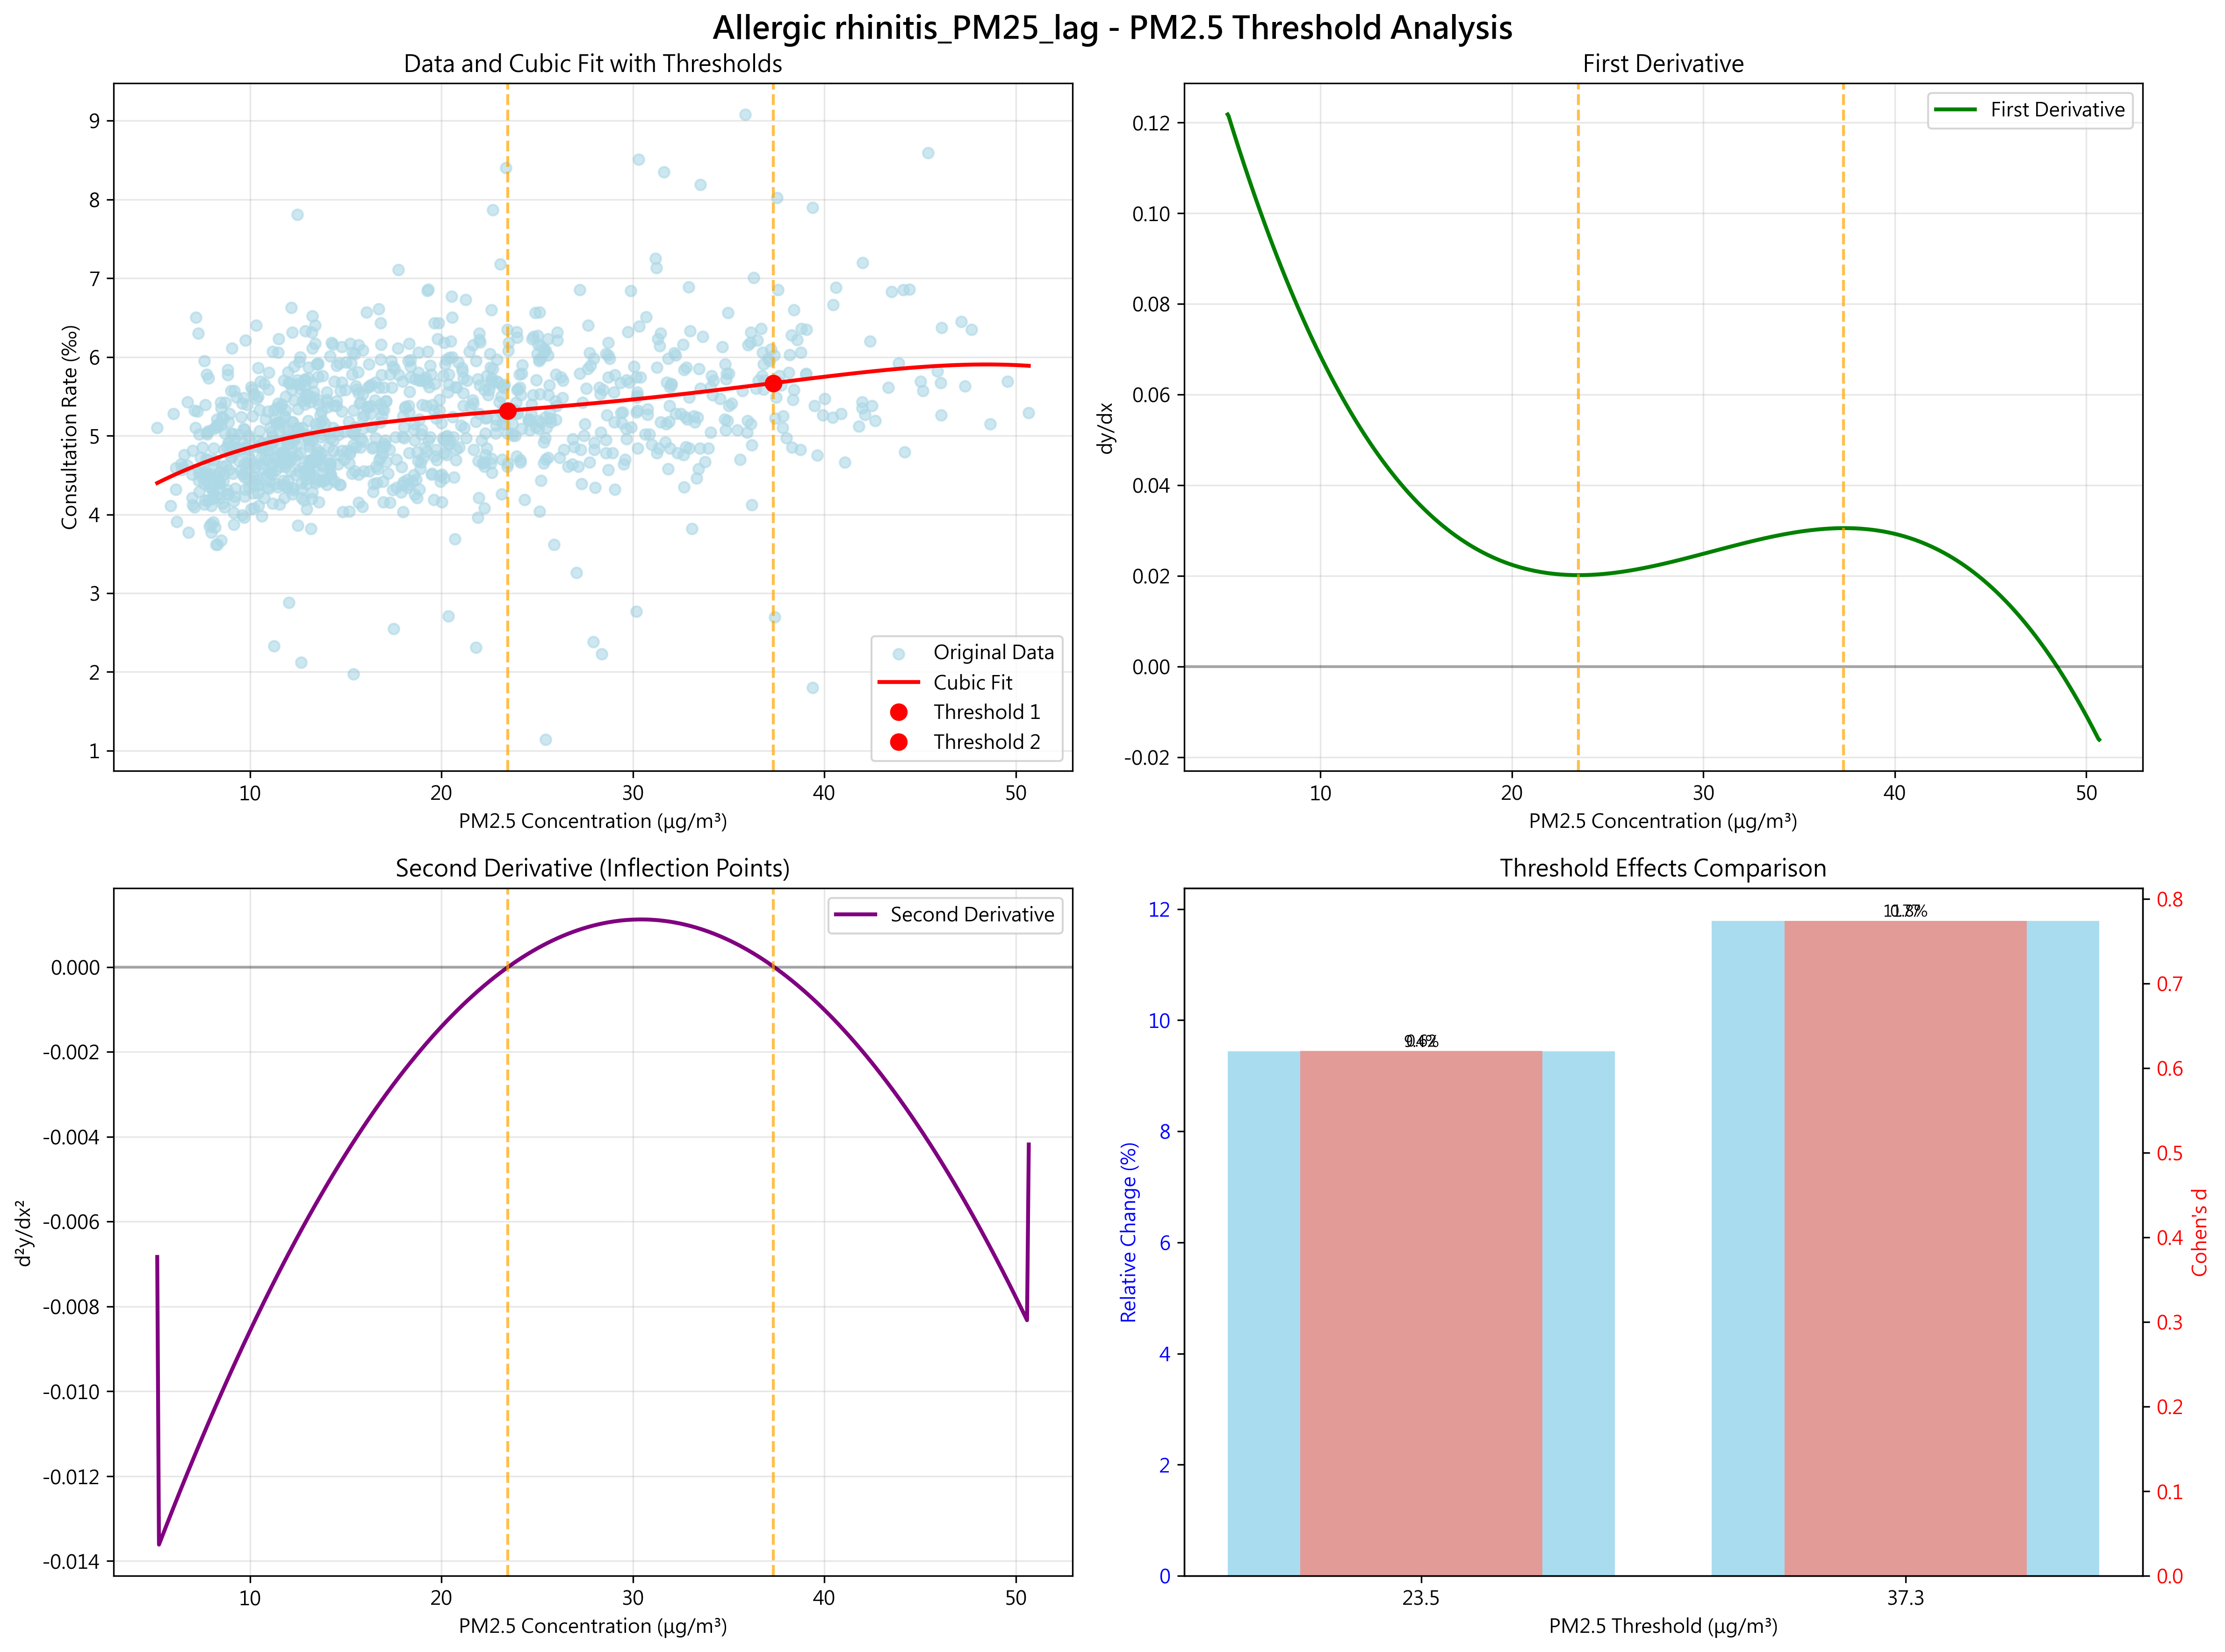 Allergic rhinitis_PM25_lag - PM2.5 Threshold Analysis
Data and Cubic Fit with Thresholds
Consultation Rate (‰)
9
8
7
6
5
4
3
2
1
Original Data
Cubic Fit
Threshold 1
Threshold 2
10
20
30
40
50
PM2.5 Concentration (μg/m³)
First Derivative
dy/dx
0.12
0.10
0.08
0.06
0.04
0.02
0.00
-0.02
First Derivative
10
20
30
40
50
PM2.5 Concentration (μg/m³)
Second Derivative (Inflection Points)
d²y/dx²
0.000
-0.002
-0.004
-0.006
-0.008
-0.010
-0.012
-0.014
Second Derivative
10
20
30
40
50
PM2.5 Concentration (μg/m³)
Threshold Effects Comparison
Relative Change (%)
12
10
8
6
4
2
0
23.5
37.3
PM2.5 Threshold (μg/m³)
0.8
0.7
0.6
0.5
0.4
0.3
0.2
0.1
0.0
Cohen's d